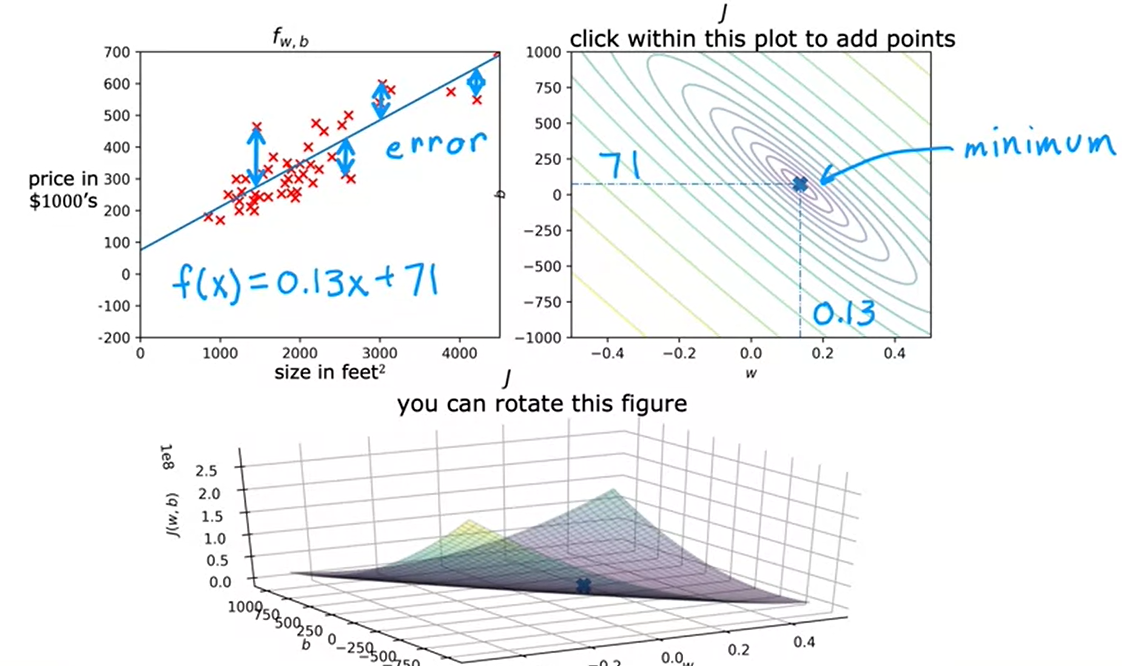 f_{w,b}
700
600
500
400
300
200
100
0
-100
-200
price in
$1000's
error
f(x)=0.13x+71
0 1000 2000 3000 4000
size in feet²
J
click within this plot to add points
1000
750
500
250
0
−250
−500
−750
−1000
b
71
minimum
0.13
−0.4 −0.2 0.0 0.2 0.4
w
J
you can rotate this figure
1e8
2.5
2.0
1.5
1.0
0.5
0.0
J(w, b)
1000
750
500
250
0
−250
−500
−750
b
−0.2 0.0 0.2 0.4
w